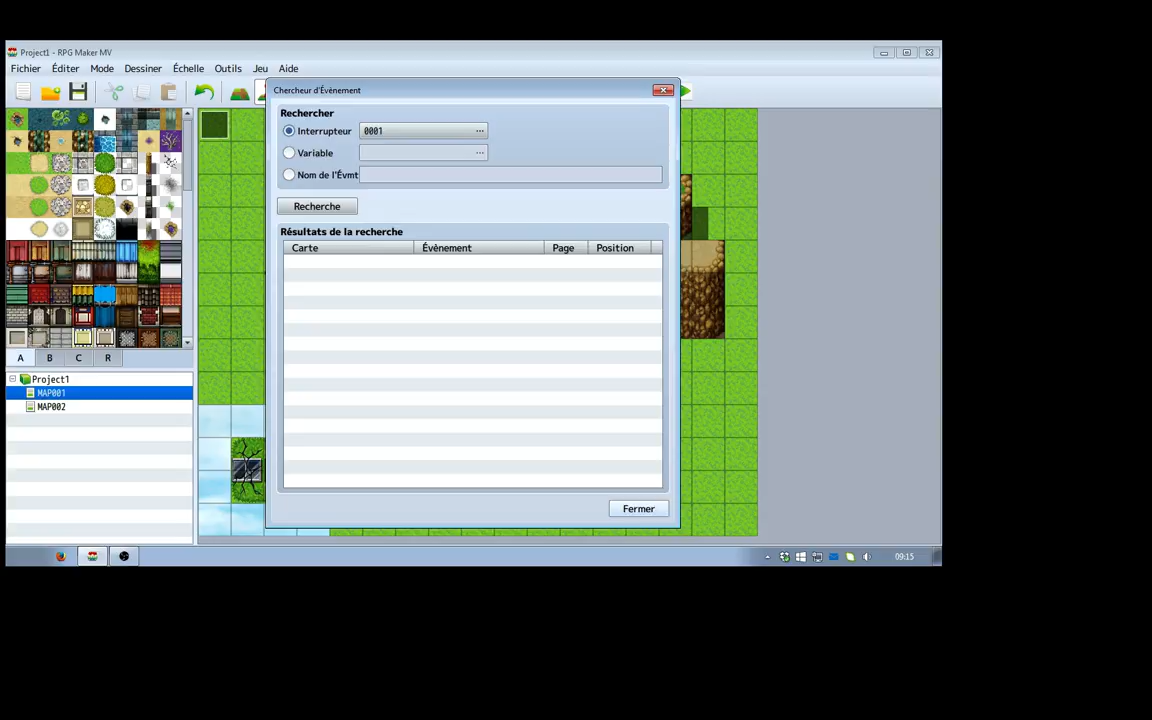 Project1 - RPG Maker MV
Fichier Éditer Mode Dessiner Échelle Outils Jeu Aide
Chercheur d'Évènement
Rechercher
Interrupteur 0001 ...
Variable ...
Nom de l'Évmt
Recherche
Résultats de la recherche
Carte Évènement Page Position
A B C R
Project1
MAP001
MAP002
Fermer
09:15